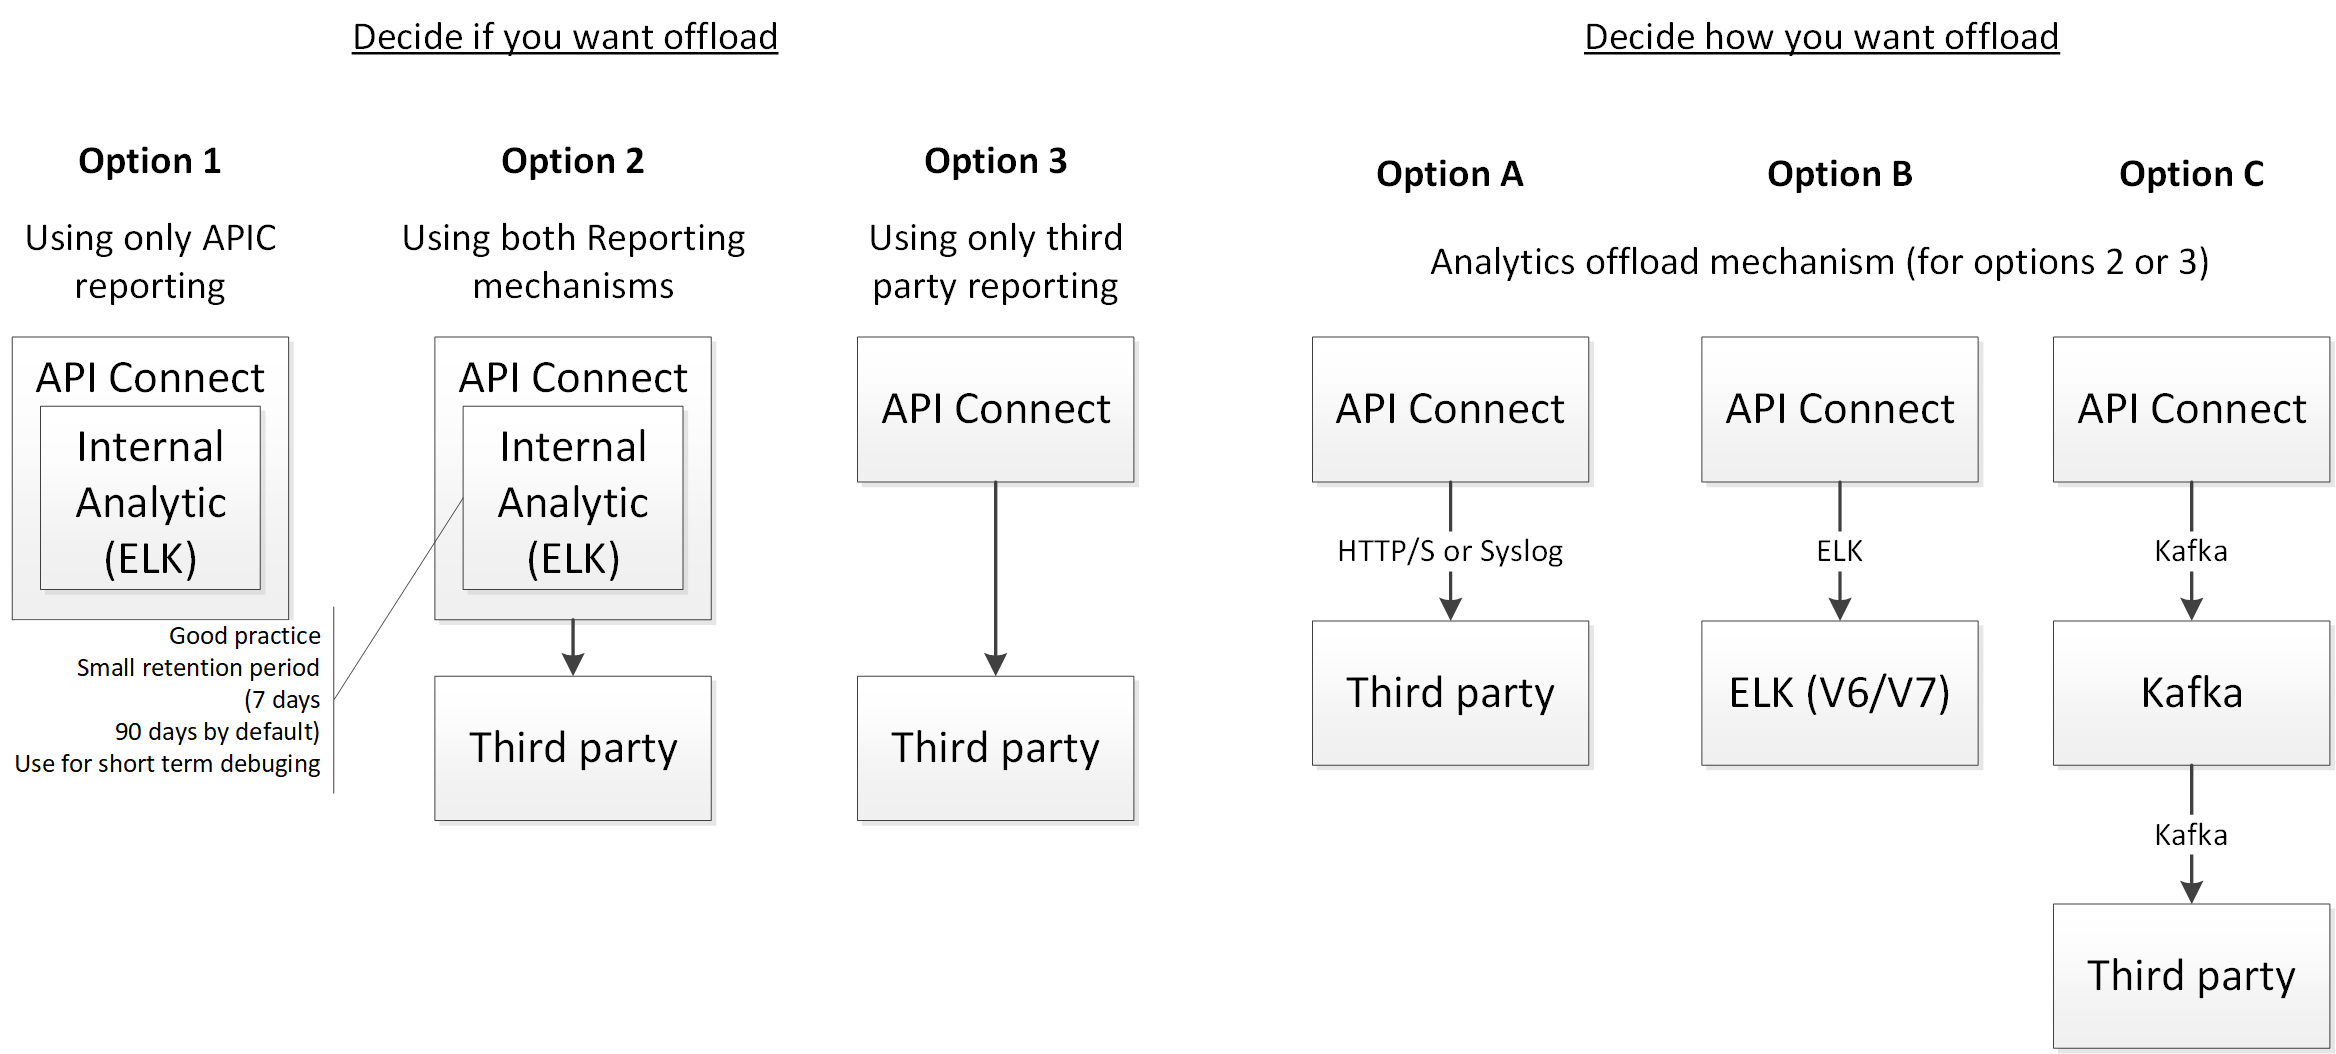 Decide if you want offload
Option 1
Using only APIC
reporting
API Connect
Internal
Analytic
(ELK)
Good practice
Small retention period
(7 days
90 days by default)
Use for short term debuging
Option 2
Using both Reporting
mechanisms
API Connect
Internal
Analytic
(ELK)
Third party
Option 3
Using only third
party reporting
API Connect
Third party
Decide how you want offload
Option A
Option B
Option C
Analytics offload mechanism (for options 2 or 3)
API Connect
HTTP/S or Syslog
Third party
API Connect
ELK
ELK (V6/V7)
API Connect
Kafka
Kafka
Kafka
Third party